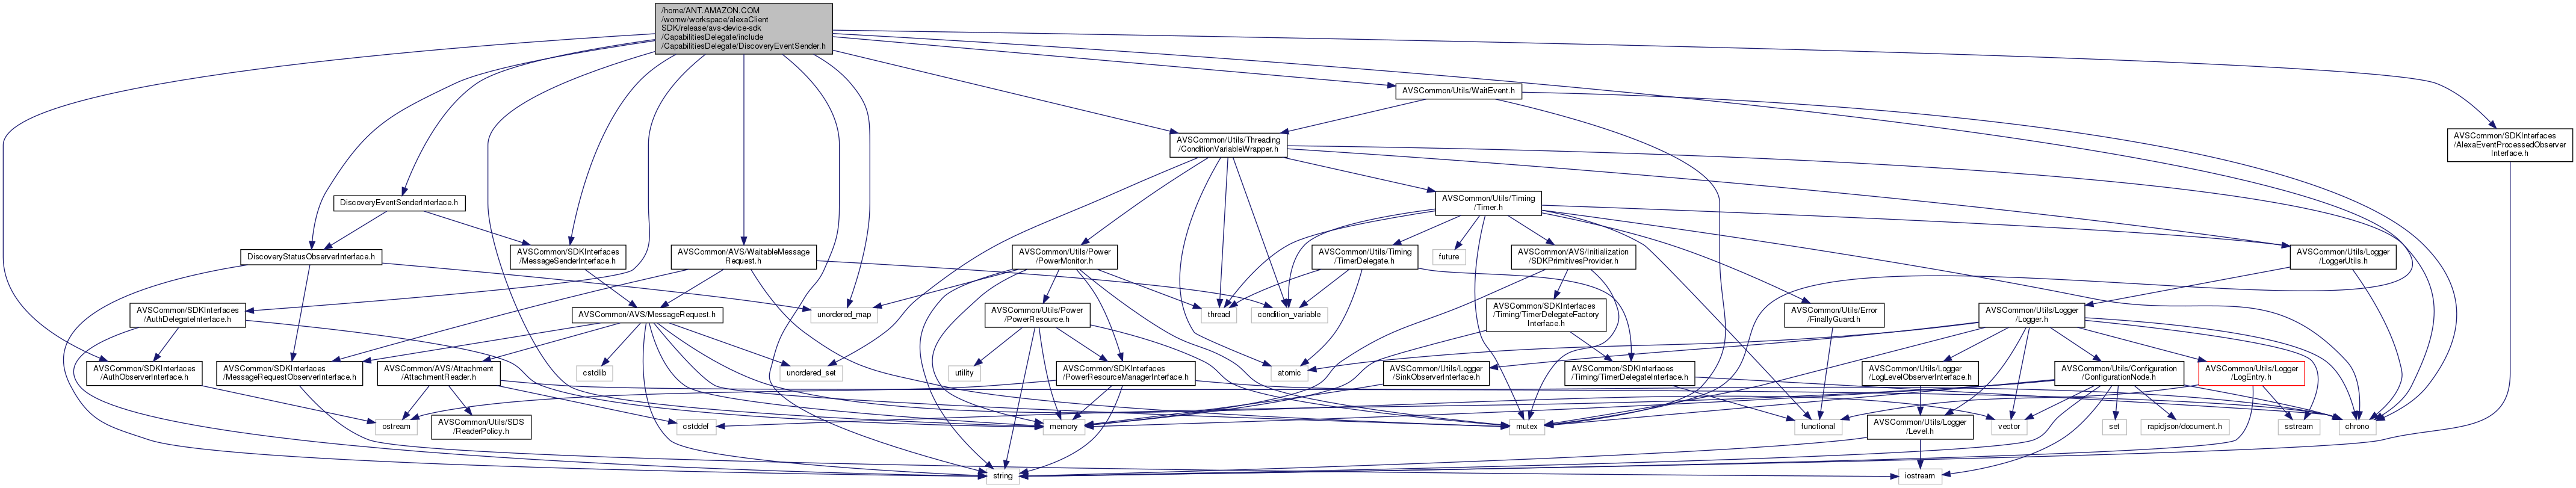 /home/ANT.AMAZON.COM
/womw/workspace/alexaClient
SDK/release/avs-device-sdk
/CapabilitiesDelegate/include
/CapabilitiesDelegate/DiscoveryEventSender.h
AVSCommon/Utils/WaitEvent.h
AVSCommon/Utils/Threading
/ConditionVariableWrapper.h
AVSCommon/SDKInterfaces
/AlexaEventProcessedObserver
Interface.h
DiscoveryEventSenderInterface.h
AVSCommon/Utils/Timing
/Timer.h
DiscoveryStatusObserverInterface.h
AVSCommon/SDKInterfaces
/MessageSenderInterface.h
AVSCommon/AVS/WaitableMessage
Request.h
AVSCommon/Utils/Power
/PowerMonitor.h
AVSCommon/Utils/Timing
/TimerDelegate.h
future
AVSCommon/AVS/Initialization
/SDKPrimitivesProvider.h
AVSCommon/Utils/Logger
/LoggerUtils.h
AVSCommon/SDKInterfaces
/AuthDelegateInterface.h
AVSCommon/AVS/MessageRequest.h
unordered_map
AVSCommon/Utils/Power
/PowerResource.h
thread
condition_variable
AVSCommon/SDKInterfaces
/Timing/TimerDelegateFactory
Interface.h
AVSCommon/Utils/Error
/FinallyGuard.h
AVSCommon/Utils/Logger
/Logger.h
AVSCommon/SDKInterfaces
/AuthObserverInterface.h
AVSCommon/SDKInterfaces
/MessageRequestObserverInterface.h
AVSCommon/AVS/Attachment
/AttachmentReader.h
cstdlib
unordered_set
utility
AVSCommon/SDKInterfaces
/PowerResourceManagerInterface.h
atomic
AVSCommon/Utils/Logger
/SinkObserverInterface.h
AVSCommon/SDKInterfaces
/Timing/TimerDelegateInterface.h
AVSCommon/Utils/Logger
/LogLevelObserverInterface.h
AVSCommon/Utils/Configuration
/ConfigurationNode.h
AVSCommon/Utils/Logger
/LogEntry.h
ostream
AVSCommon/Utils/SDS
/ReaderPolicy.h
cstddef
memory
mutex
functional
AVSCommon/Utils/Logger
/Level.h
vector
set
rapidjson/document.h
sstream
chrono
string
iostream